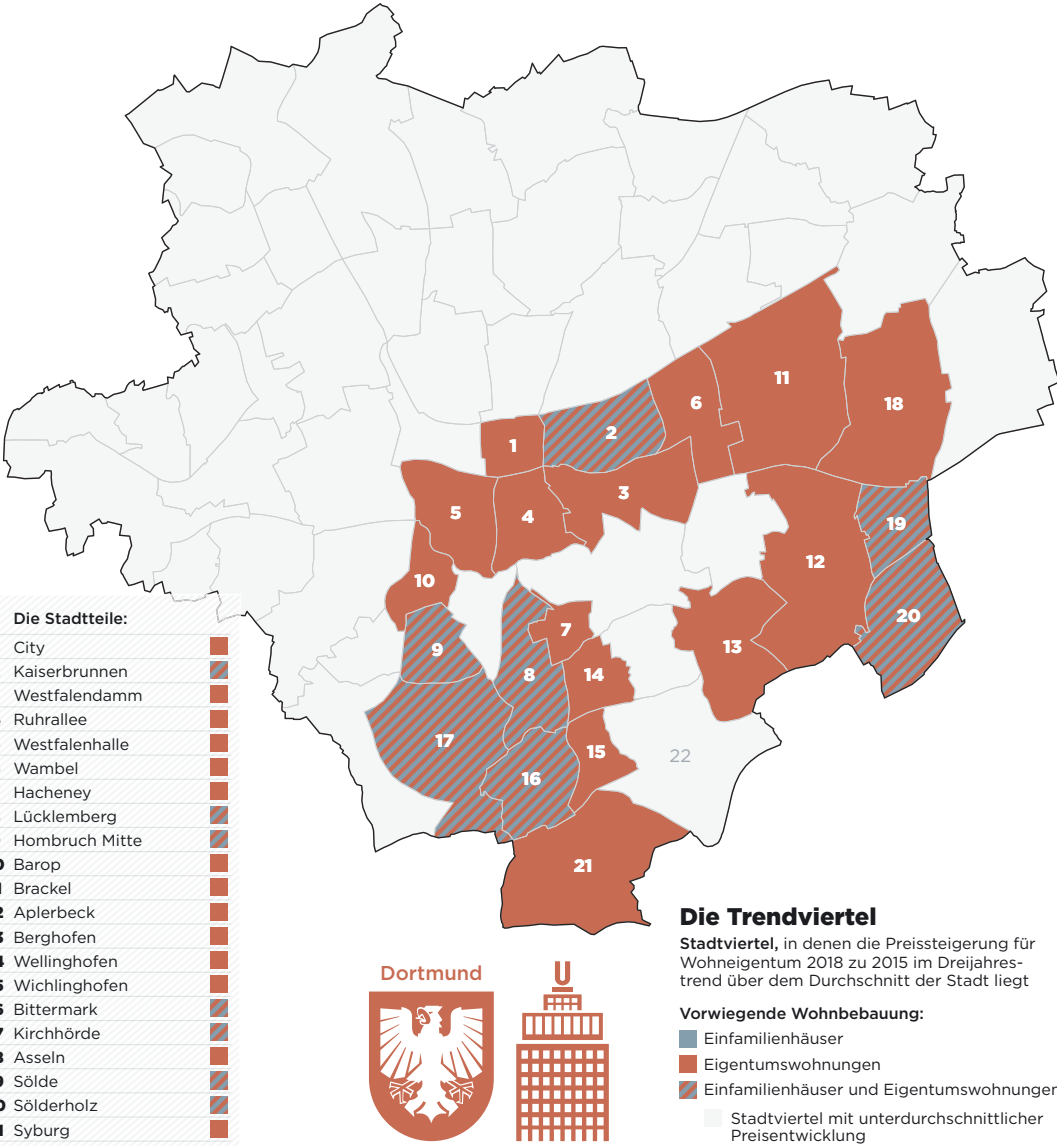 1
2
3
4
5
6
7
8
9
10
11
12
13
14
15
16
17
18
19
20
21
22
Die Stadtteile:
City
Kaiserbrunnen
Westfalendamm
Ruhrallee
Westfalenhalle
Wambel
Hacheney
Lücklemberg
Hombruch Mitte
Barop
Brackel
Aplerbeck
Berghofen
Wellinghofen
Wichlinghofen
Bittermark
Kirchhörde
Asseln
Sölde
Sölderholz
Syburg
Dortmund
U
Die Trendviertel
Stadtviertel, in denen die Preissteigerung für
Wohneigentum 2018 zu 2015 im Dreijahres-
trend über dem Durchschnitt der Stadt liegt
Vorwiegende Wohnbebauung:
Einfamilienhäuser
Eigentumswohnungen
Einfamilienhäuser und Eigentumswohnungen
Stadtviertel mit unterdurchschnittlicher
Preisentwicklung